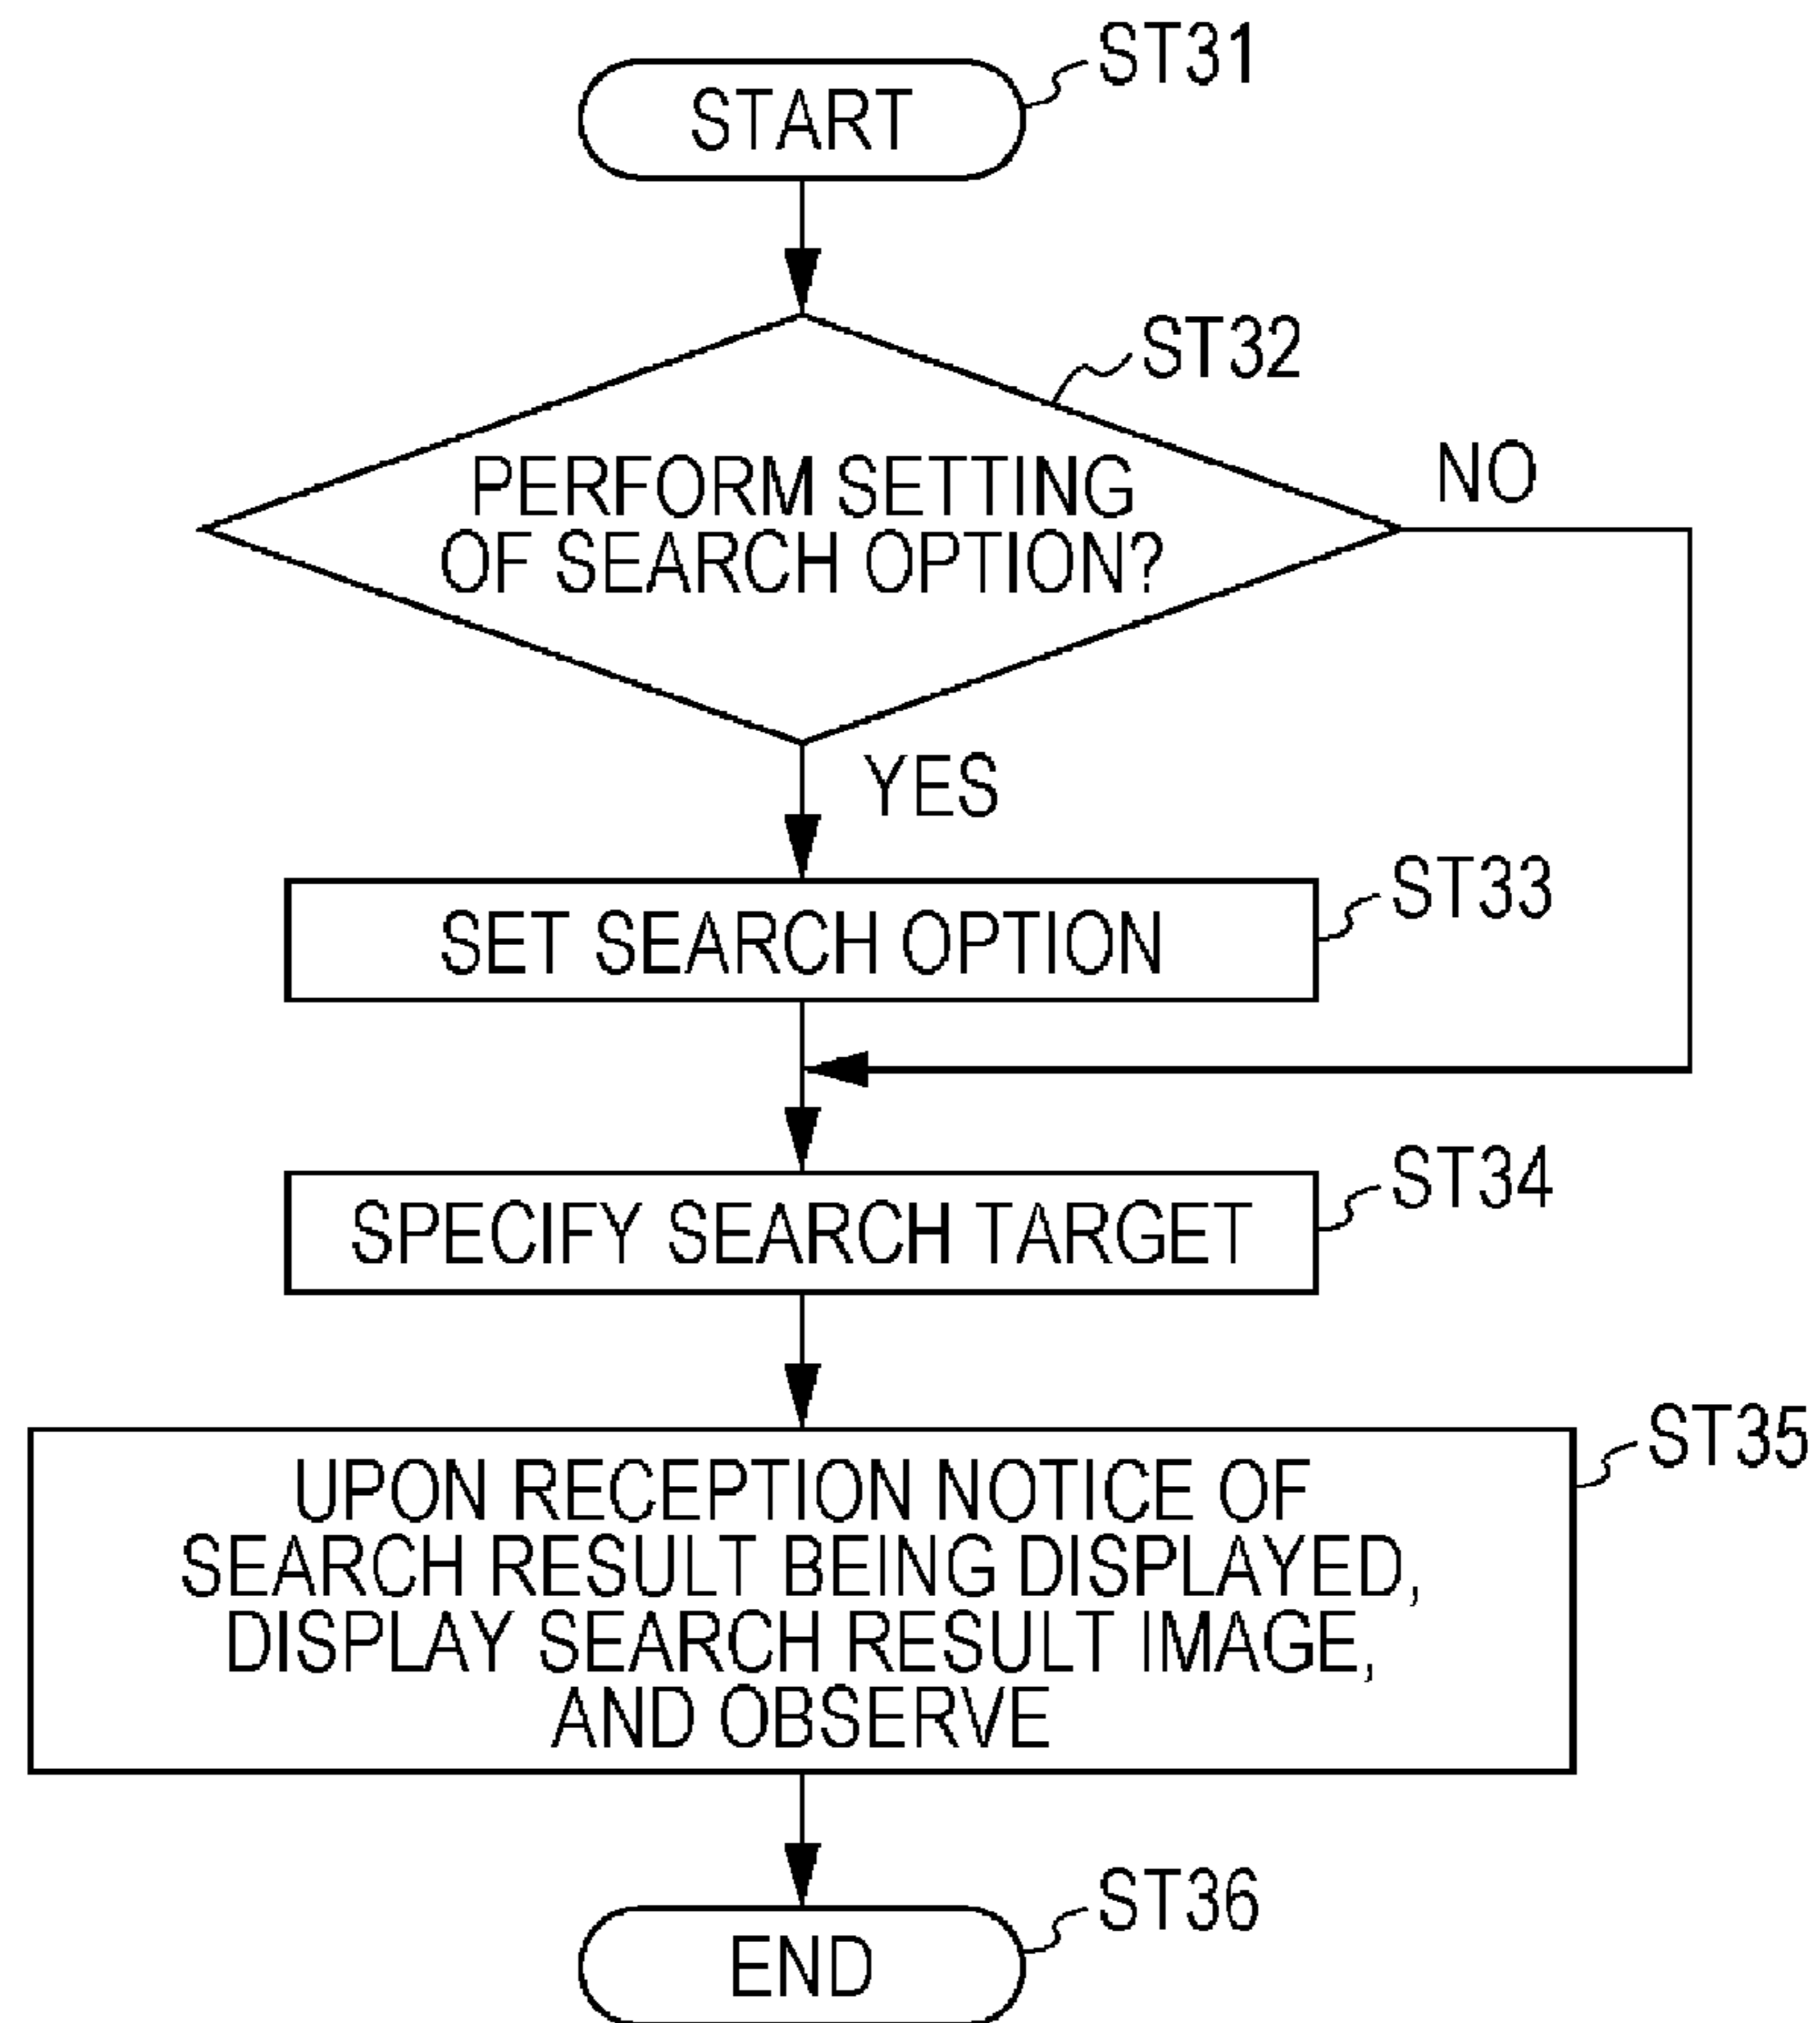 START
ST31
ST32
PERFORM SETTING
OF SEARCH OPTION?
NO
YES
SET SEARCH OPTION
ST33
SPECIFY SEARCH TARGET
ST34
UPON RECEPTION NOTICE OF
SEARCH RESULT BEING DISPLAYED,
DISPLAY SEARCH RESULT IMAGE,
AND OBSERVE
ST35
END
ST36